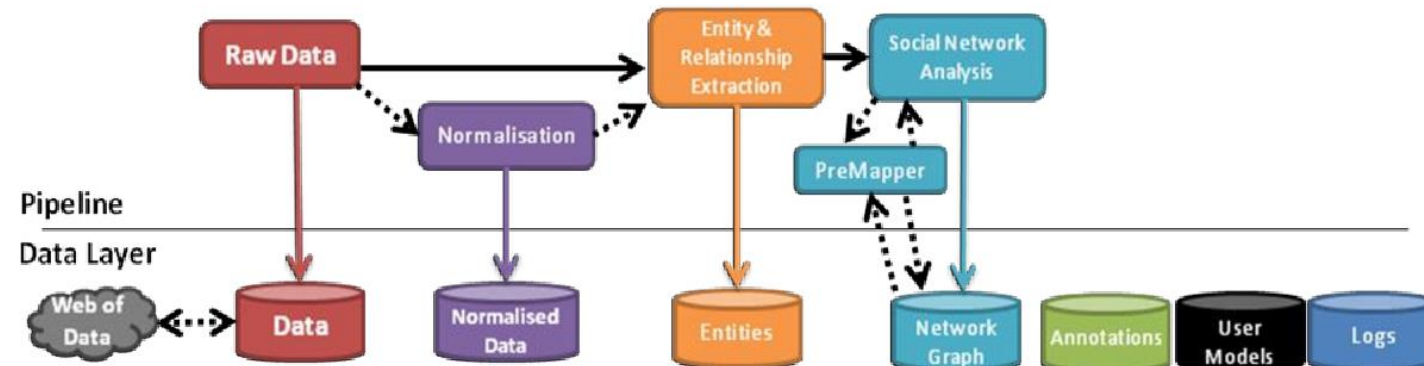 Raw Data
Entity &
Relationship
Extraction
Social Network
Analysis
Normalisation
PreMapper
Pipeline
Data Layer
Web of
Data
Data
Normalised
Data
Entities
Network
Graph
Annotations
User
Models
Logs